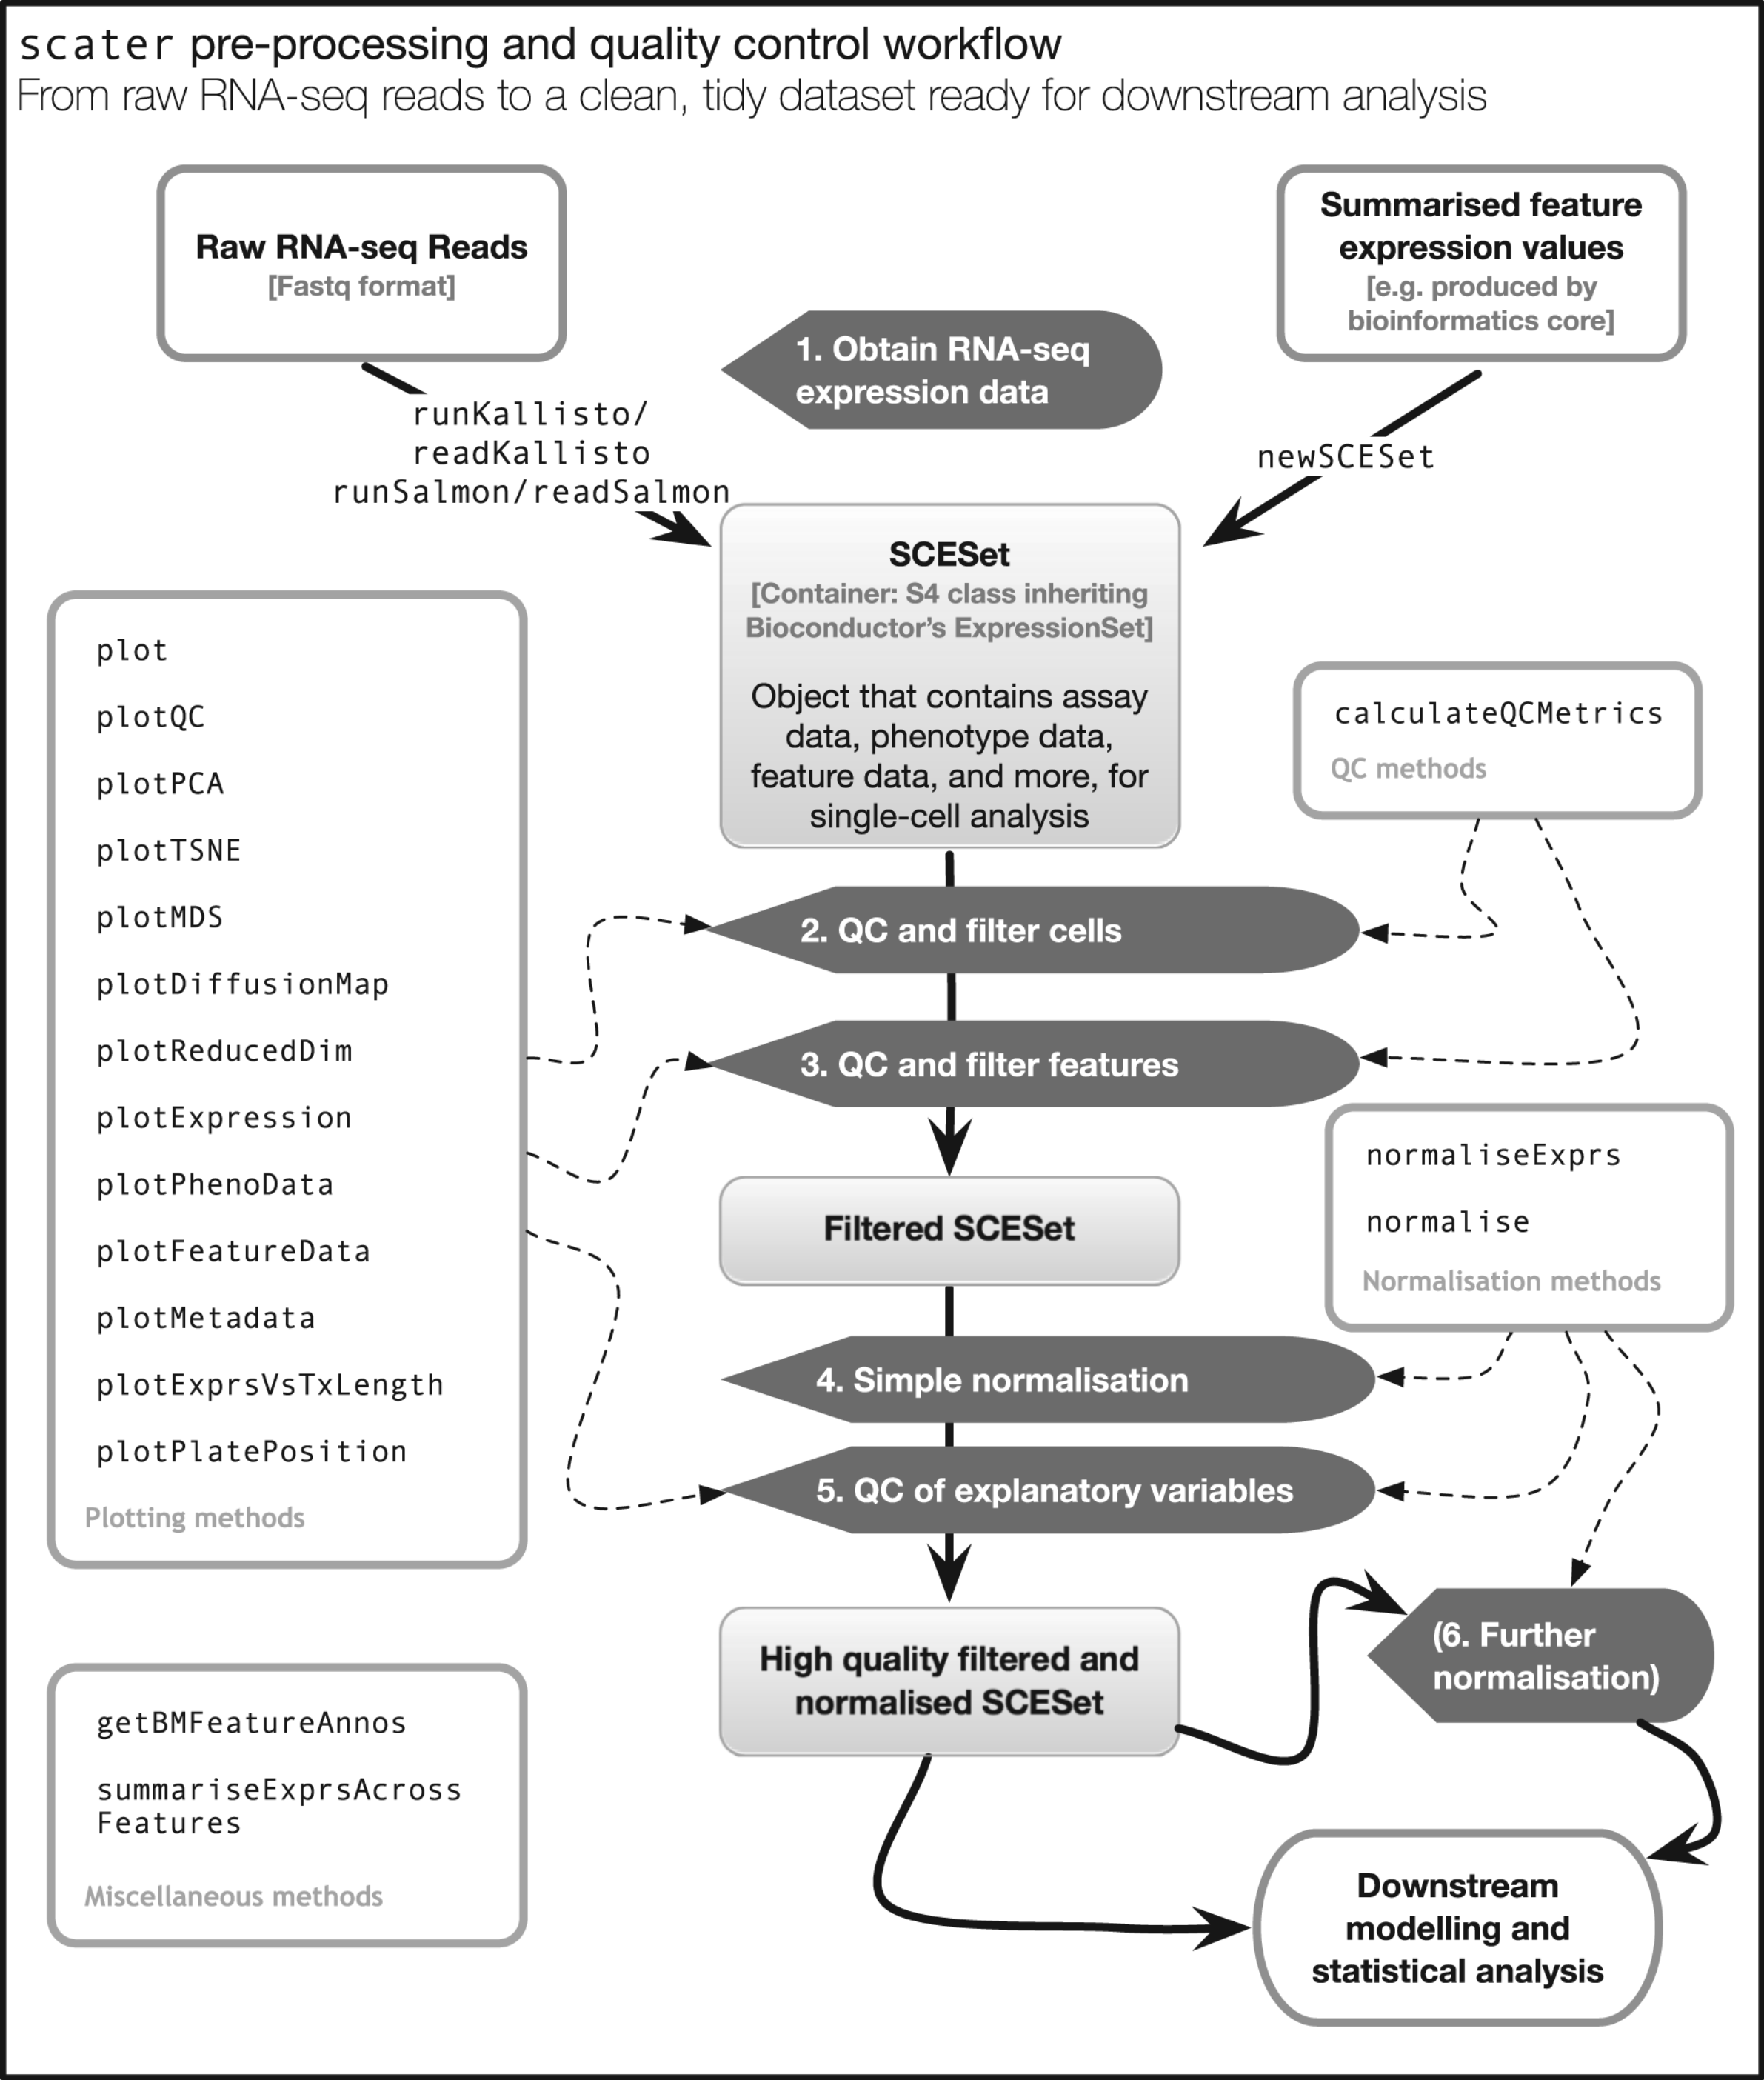 scater pre-processing and quality control workflow
From raw RNA-seq reads to a clean, tidy dataset ready for downstream analysis
Raw RNA-seq Reads
[Fastq format]
Summarised feature
expression values
[e.g. produced by
bioinformatics core]
1. Obtain RNA-seq
expression data
runKallisto/
readKallisto
runSalmon/readSalmon
newSCESet
SCESet
[Container: S4 class inheriting
Bioconductor's ExpressionSet]
Object that contains assay
data, phenotype data,
feature data, and more, for
single-cell analysis
plot
plotQC
plotPCA
plotTSNE
plotMDS
plotDiffusionMap
plotReducedDim
plotExpression
plotPhenoData
plotFeatureData
plotMetadata
plotExprsVsTxLength
plotPlatePosition
Plotting methods
calculateQCMetrics
QC methods
2. QC and filter cells
3. QC and filter features
Filtered SCESet
normaliseExprs
normalise
Normalisation methods
4. Simple normalisation
5. QC of explanatory variables
High quality filtered and
normalised SCESet
(6. Further
normalisation)
getBMFeatureAnnos
summariseExprsAcross
Features
Miscellaneous methods
Downstream
modelling and
statistical analysis